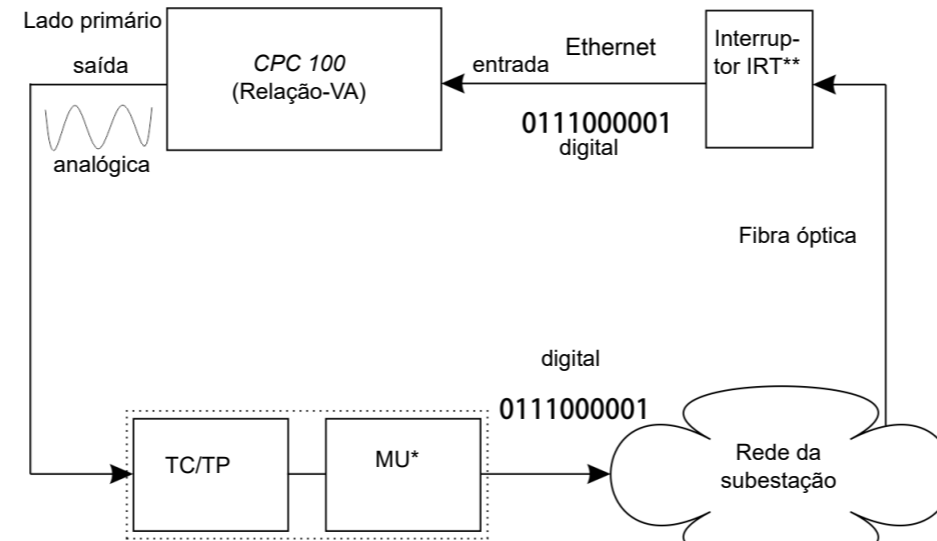 Lado primário
saída
analógica
CPC 100
(Relação-VA)
entrada
Ethernet
0111000001
digital
Interrup-
tor IRT**
Fibra óptica
digital
0111000001
TC/TP
MU*
Rede da
subestação